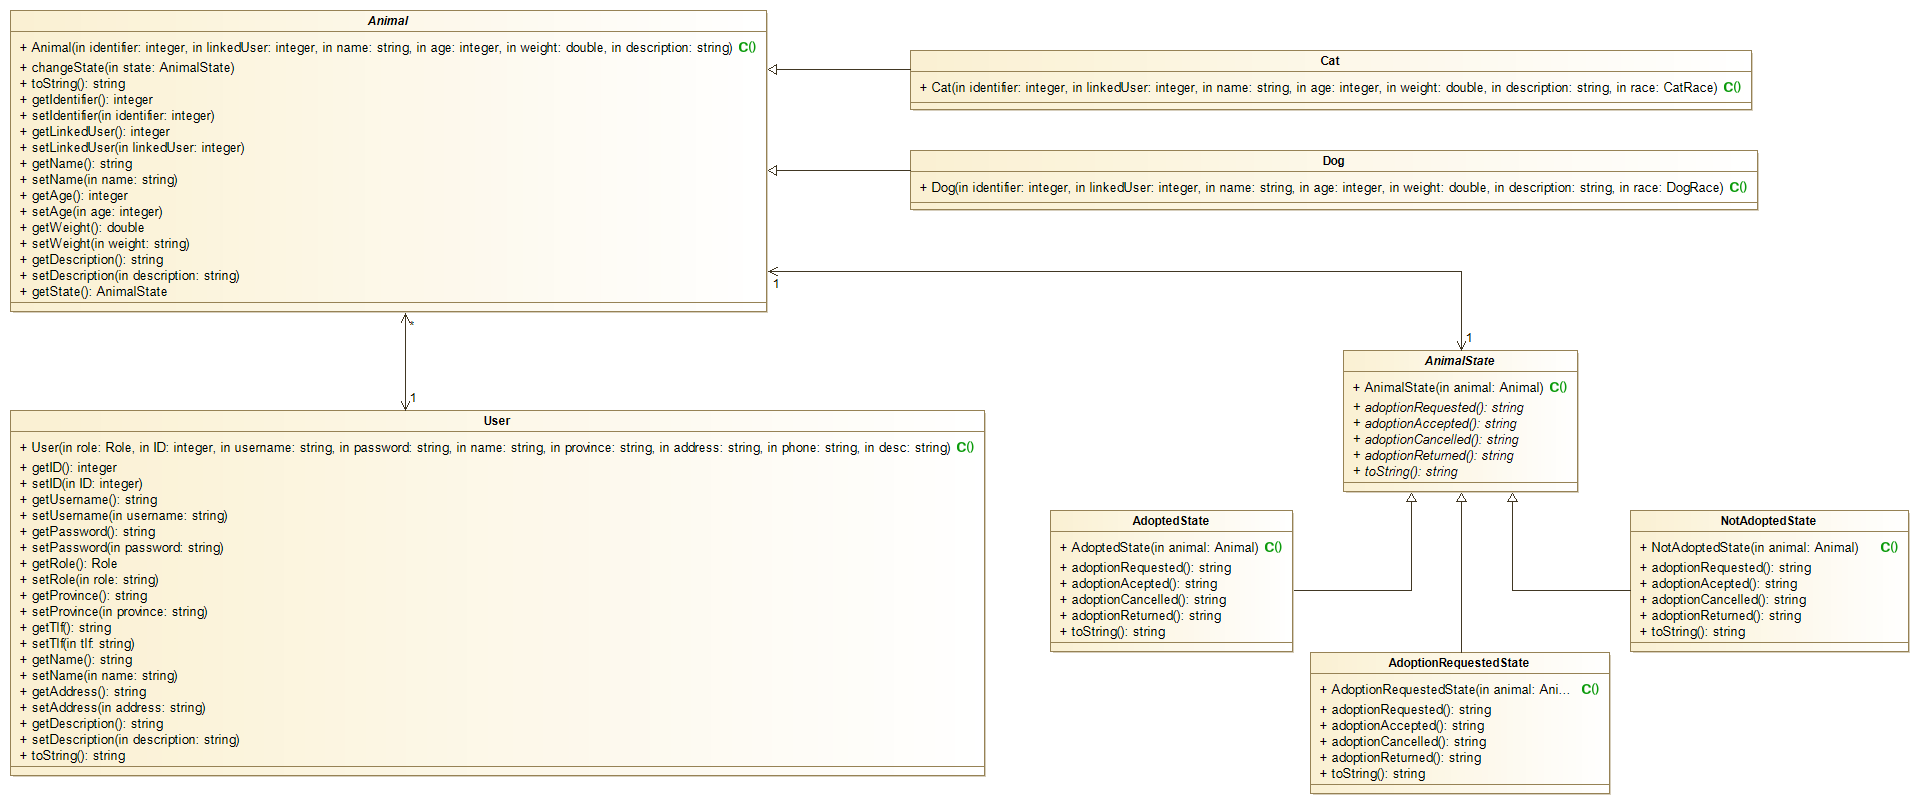 Animal
+ Animal(in identifier: integer, in linkedUser: integer, in name: string, in age: integer, in weight: double, in description: string) C()
+ changeState(in state: AnimalState)
+ toString(): string
+ getIdentifier(): integer
+ setIdentifier(in identifier: integer)
+ getLinkedUser(): integer
+ setLinkedUser(in linkedUser: integer)
+ getName(): string
+ setName(in name: string)
+ getAge(): integer
+ setAge(in age: integer)
+ getWeight(): double
+ setWeight(in weight: string)
+ getDescription(): string
+ setDescription(in description: string)
+ getState(): AnimalState
Cat
+ Cat(in identifier: integer, in linkedUser: integer, in name: string, in age: integer, in weight: double, in description: string, in race: CatRace) C()
Dog
+ Dog(in identifier: integer, in linkedUser: integer, in name: string, in age: integer, in weight: double, in description: string, in race: DogRace) C()
1
1
*
1
AnimalState
+ AnimalState(in animal: Animal) C()
+ adoptionRequested(): string
+ adoptionAccepted(): string
+ adoptionCancelled(): string
+ adoptionReturned(): string
+ toString(): string
User
+ User(in role: Role, in ID: integer, in username: string, in password: string, in name: string, in province: string, in address: string, in phone: string, in desc: string) C()
+ getID(): integer
+ setID(in ID: integer)
+ getUsername(): string
+ setUsername(in username: string)
+ getPassword(): string
+ setPassword(in password: string)
+ getRole(): Role
+ setRole(in role: string)
+ getProvince(): string
+ setProvince(in province: string)
+ getTlf(): string
+ setTlf(in tlf: string)
+ getName(): string
+ setName(in name: string)
+ getAddress(): string
+ setAddress(in address: string)
+ getDescription(): string
+ setDescription(in description: string)
+ toString(): string
AdoptedState
+ AdoptedState(in animal: Animal) C()
+ adoptionRequested(): string
+ adoptionAcepted(): string
+ adoptionCancelled(): string
+ adoptionReturned(): string
+ toString(): string
NotAdoptedState
+ NotAdoptedState(in animal: Animal) C()
+ adoptionRequested(): string
+ adoptionAcepted(): string
+ adoptionCancelled(): string
+ adoptionReturned(): string
+ toString(): string
AdoptionRequestedState
+ AdoptionRequestedState(in animal: Ani... C()
+ adoptionRequested(): string
+ adoptionAccepted(): string
+ adoptionCancelled(): string
+ adoptionReturned(): string
+ toString(): string